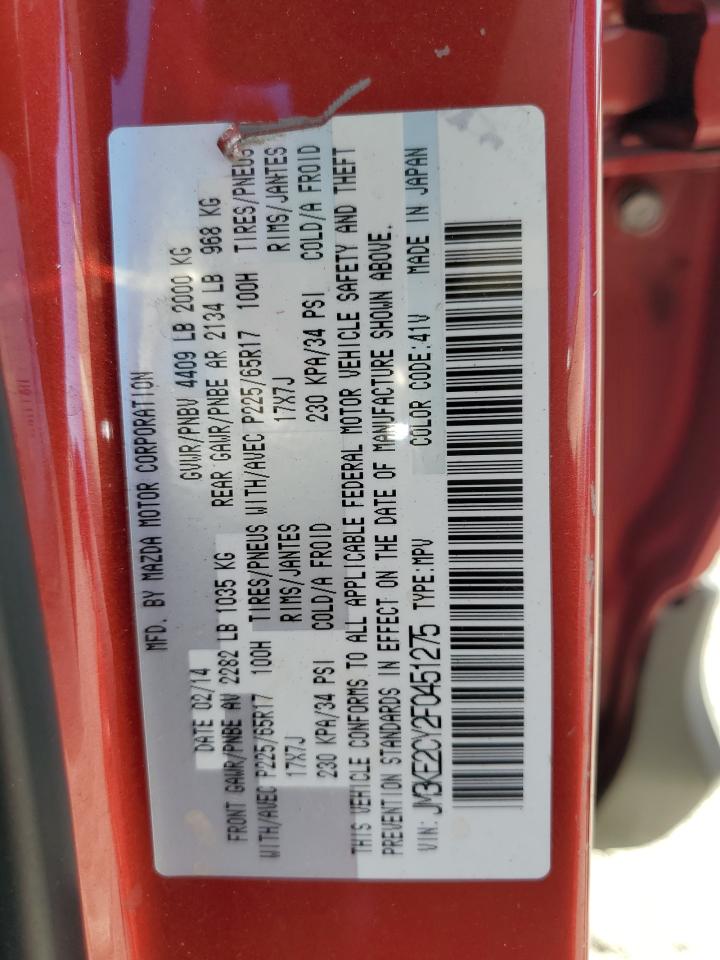 MFD. BY MAZDA MOTOR CORPORATION
DATE 02/14 GVWR/PNBV 4409 LB 2000 KG
FRONT GAWR/PNBE AV 2282 LB 1035 KG REAR GAWR/PNBE AR 2134 LB 968 KG
WITH/AVEC P225/65R17 100H TIRES/PNEUS WITH/AVEC P225/65R17 100H TIRES/PNEUS
17X7J RIMS/JANTES 17X7J RIMS/JANTES
230 KPA/34 PSI COLD/A FROID 230 KPA/34 PSI COLD/A FROID
THIS VEHICLE CONFORMS TO ALL APPLICABLE FEDERAL MOTOR VEHICLE SAFETY AND THEFT
PREVENTION STANDARDS IN EFFECT ON THE DATE OF MANUFACTURE SHOWN ABOVE.
VIN: JM3KE2CY2F0451275 TYPE:MPV COLOR CODE:41V MADE IN JAPAN